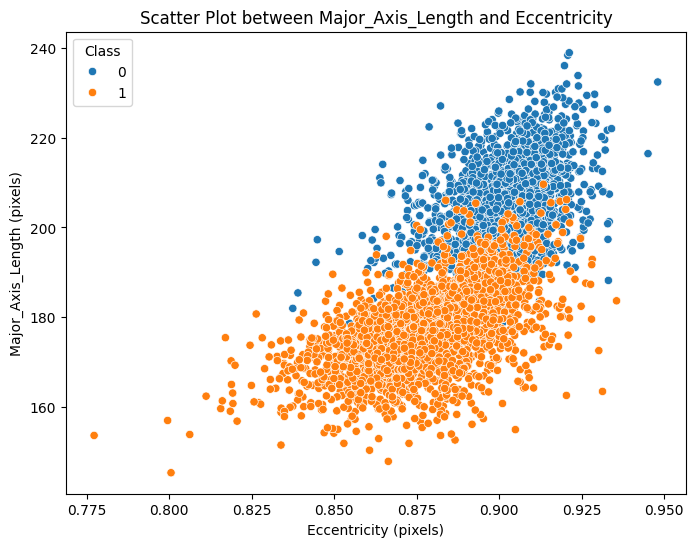 Scatter Plot between Major_Axis_Length and Eccentricity
Class
0
1
240
220
200
180
160
Major_Axis_Length (pixels)
0.775 0.800 0.825 0.850 0.875 0.900 0.925 0.950
Eccentricity (pixels)